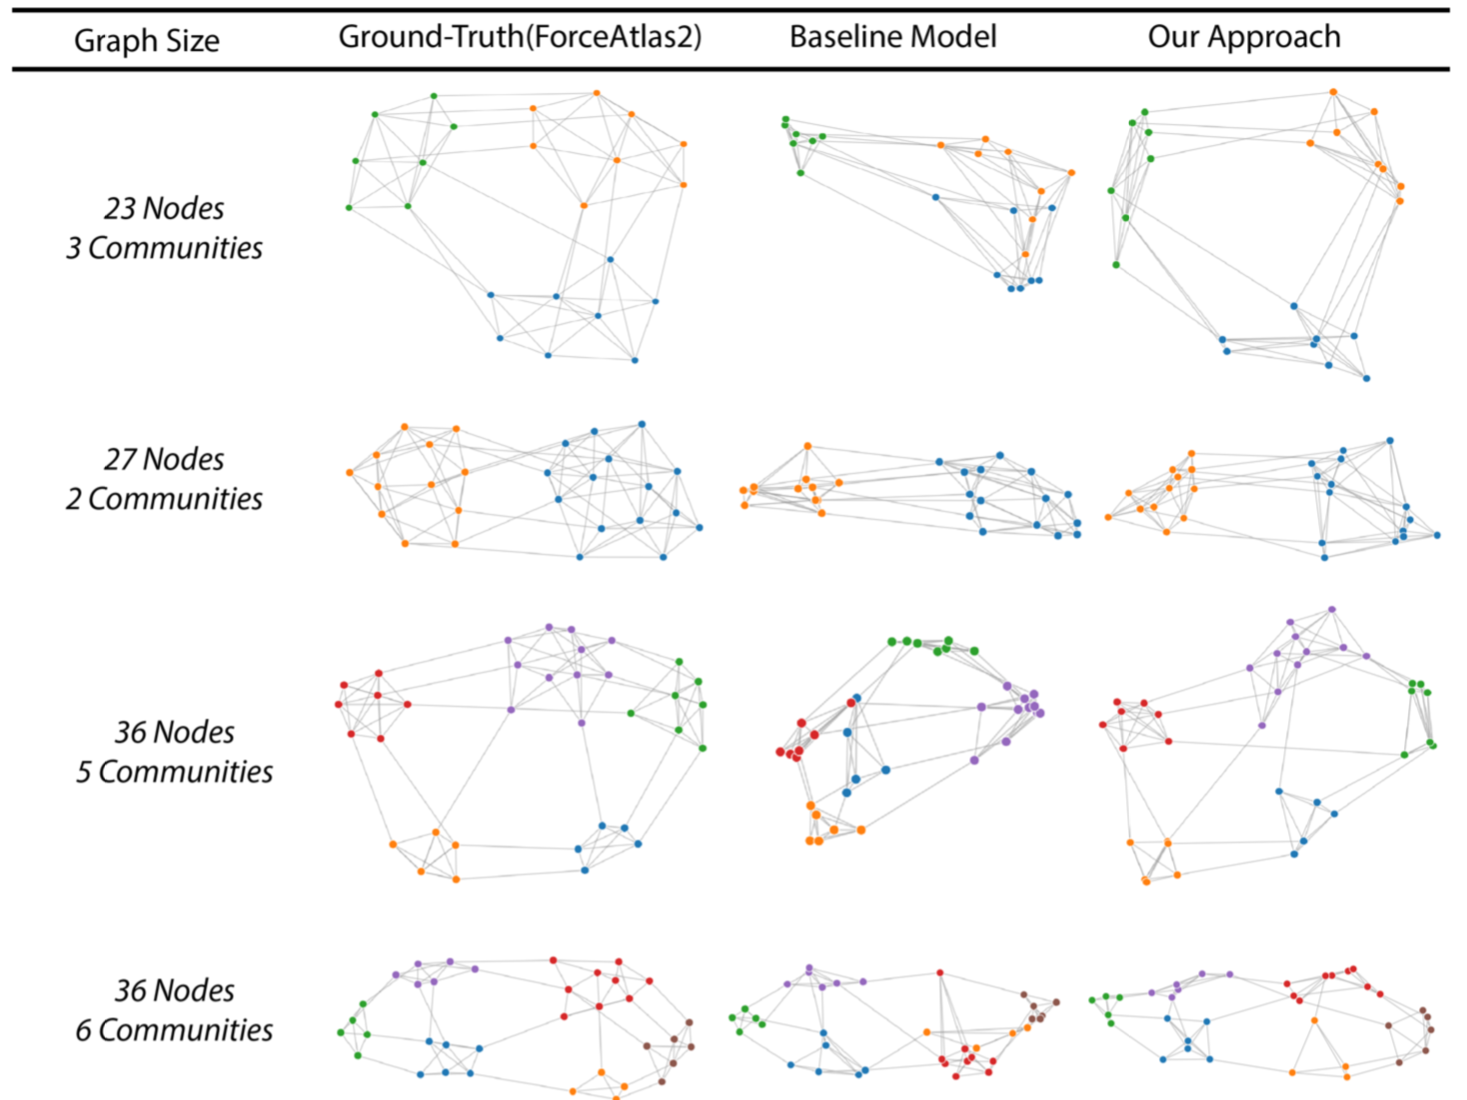 Graph Size Ground-Truth(ForceAtlas2) Baseline Model Our Approach
23 Nodes
3 Communities
27 Nodes
2 Communities
36 Nodes
5 Communities
36 Nodes
6 Communities